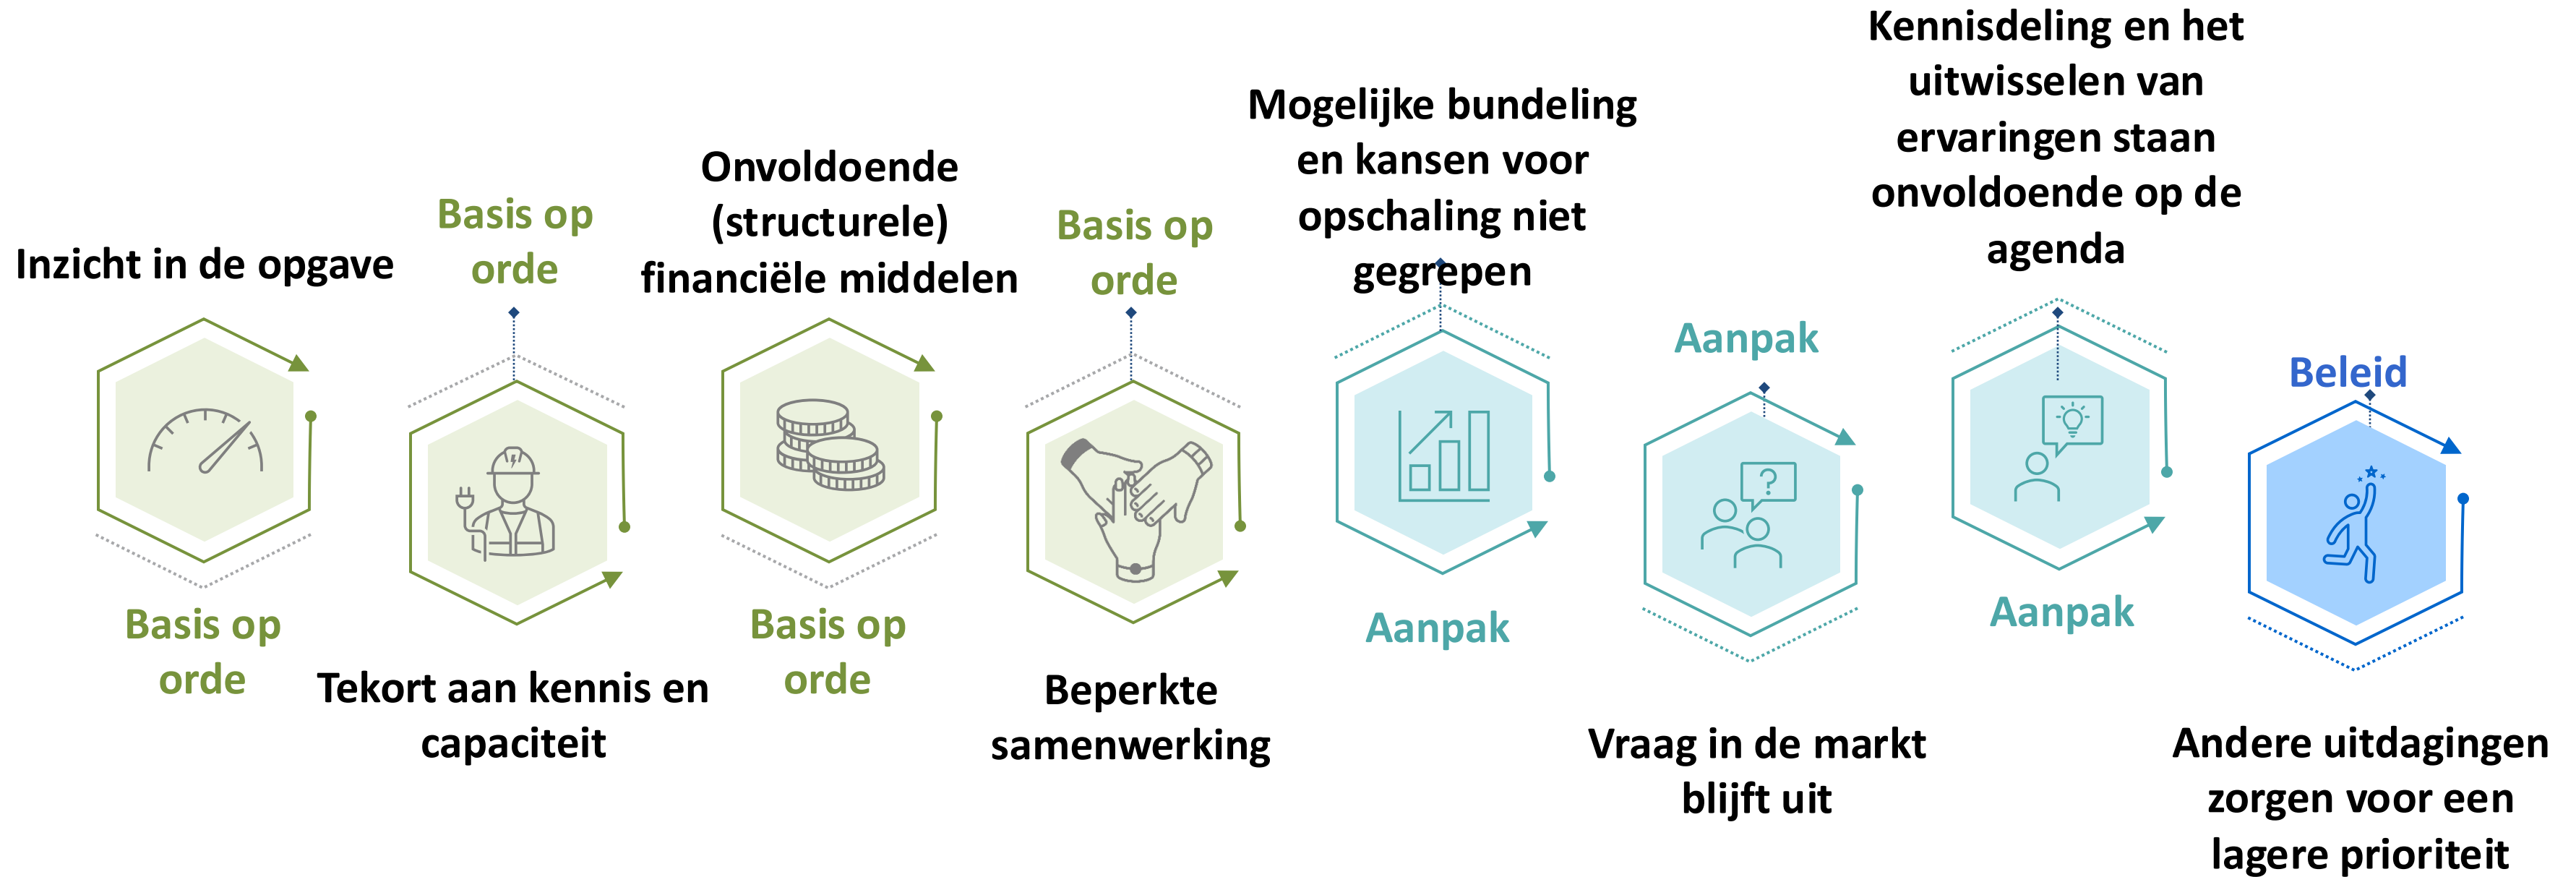 Inzicht in de opgave
Basis op
orde
Basis op
orde
Tekort aan kennis en
capaciteit
Onvoldoende
(structurele)
financiële middelen
Basis op
orde
Basis op
orde
Beperkte
samenwerking
Mogelijke bundeling
en kansen voor
opschaling niet
gegrepen
Aanpak
Aanpak
?
Vraag in de markt
blijft uit
Kennisdeling en het
uitwisselen van
ervaringen staan
onvoldoende op de
agenda
Aanpak
Beleid
Andere uitdagingen
zorgen voor een
lagere prioriteit